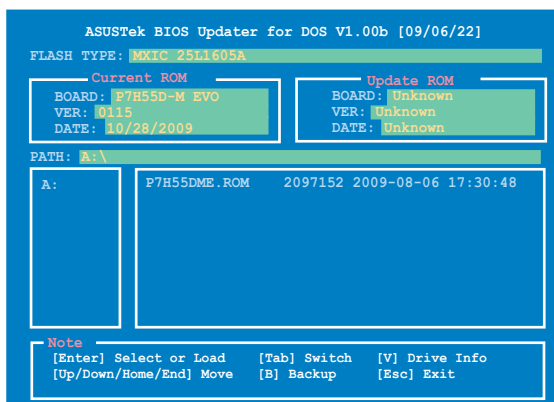 ASUSTek BIOS Updater for DOS V1.00b [09/06/22]
FLASH TYPE: MXIC 25L1605A
Current ROM
BOARD: P7H55D-M EVO
VER: 0115
DATE: 10/28/2009
Update ROM
BOARD: Unknown
VER: Unknown
DATE: Unknown
PATH: A:\
A:
P7H55DME.ROM 2097152 2009-08-06 17:30:48
Note
[Enter] Select or Load [Tab] Switch [V] Drive Info
[Up/Down/Home/End] Move [B] Backup [Esc] Exit